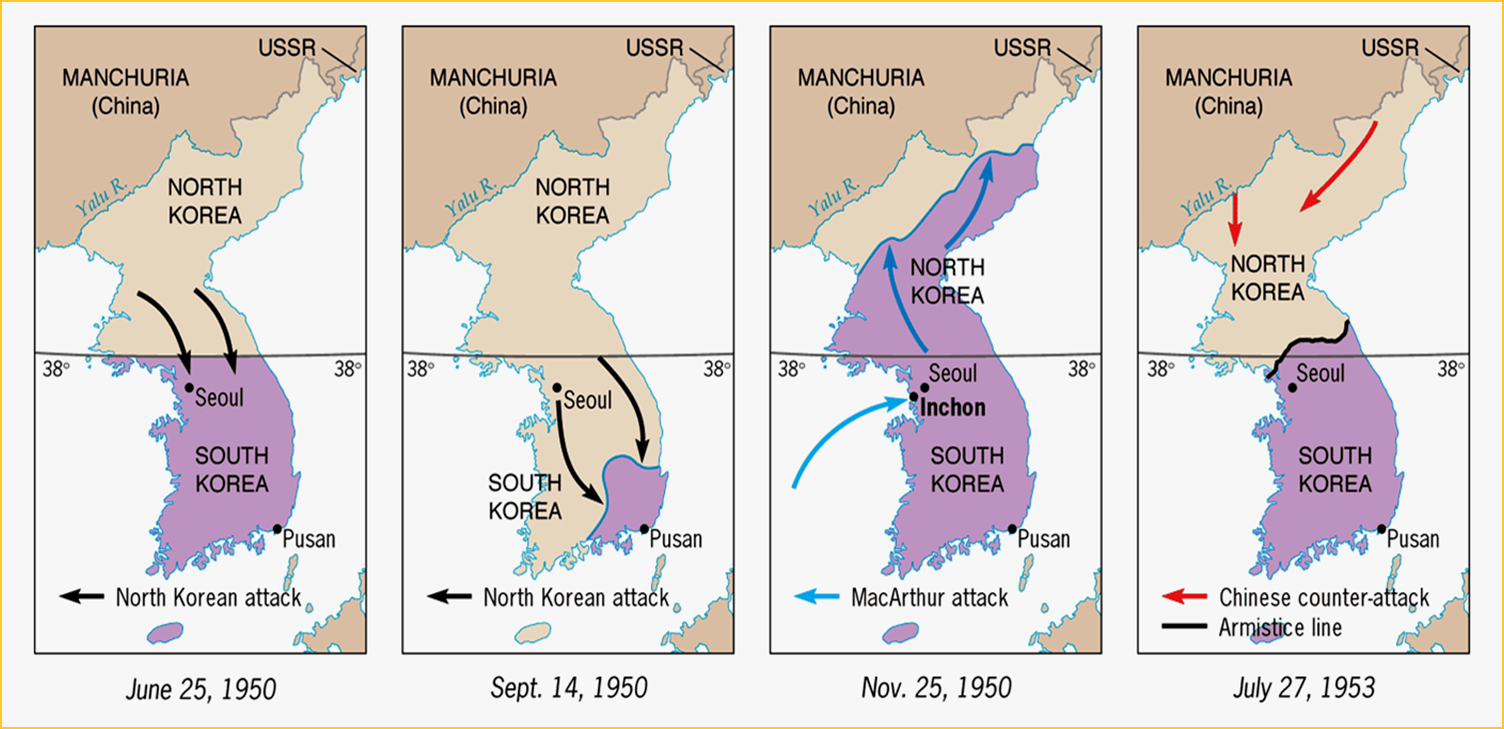 USSR
MANCHURIA
(China)
Yalu R.
NORTH
KOREA
38° 38°
Seoul
SOUTH
KOREA
Pusan
North Korean attack
June 25, 1950
USSR
MANCHURIA
(China)
Yalu R.
NORTH
KOREA
38°
Seoul
SOUTH
KOREA
Pusan
North Korean attack
Sept. 14, 1950
USSR
MANCHURIA
(China)
Yalu R.
NORTH
KOREA
38° 38°
Seoul
Inchon
SOUTH
KOREA
Pusan
MacArthur attack
Nov. 25, 1950
USSR
MANCHURIA
(China)
Yalu R.
NORTH
KOREA
38° 38°
Seoul
SOUTH
KOREA
Pusan
Chinese counter-attack
Armistice line
July 27, 1953